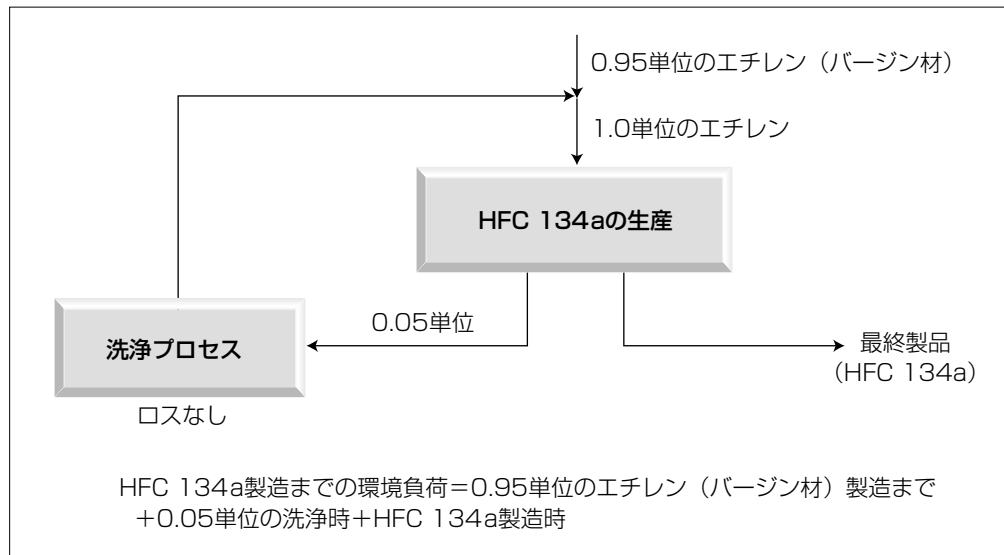 0.95単位のエチレン（バージン材）
1.0単位のエチレン
HFC 134aの生産
0.05単位
洗浄プロセス
ロスなし
最終製品
（HFC 134a）
HFC 134a製造までの環境負荷＝0.95単位のエチレン（バージン材）製造まで
＋0.05単位の洗浄時＋HFC 134a製造時